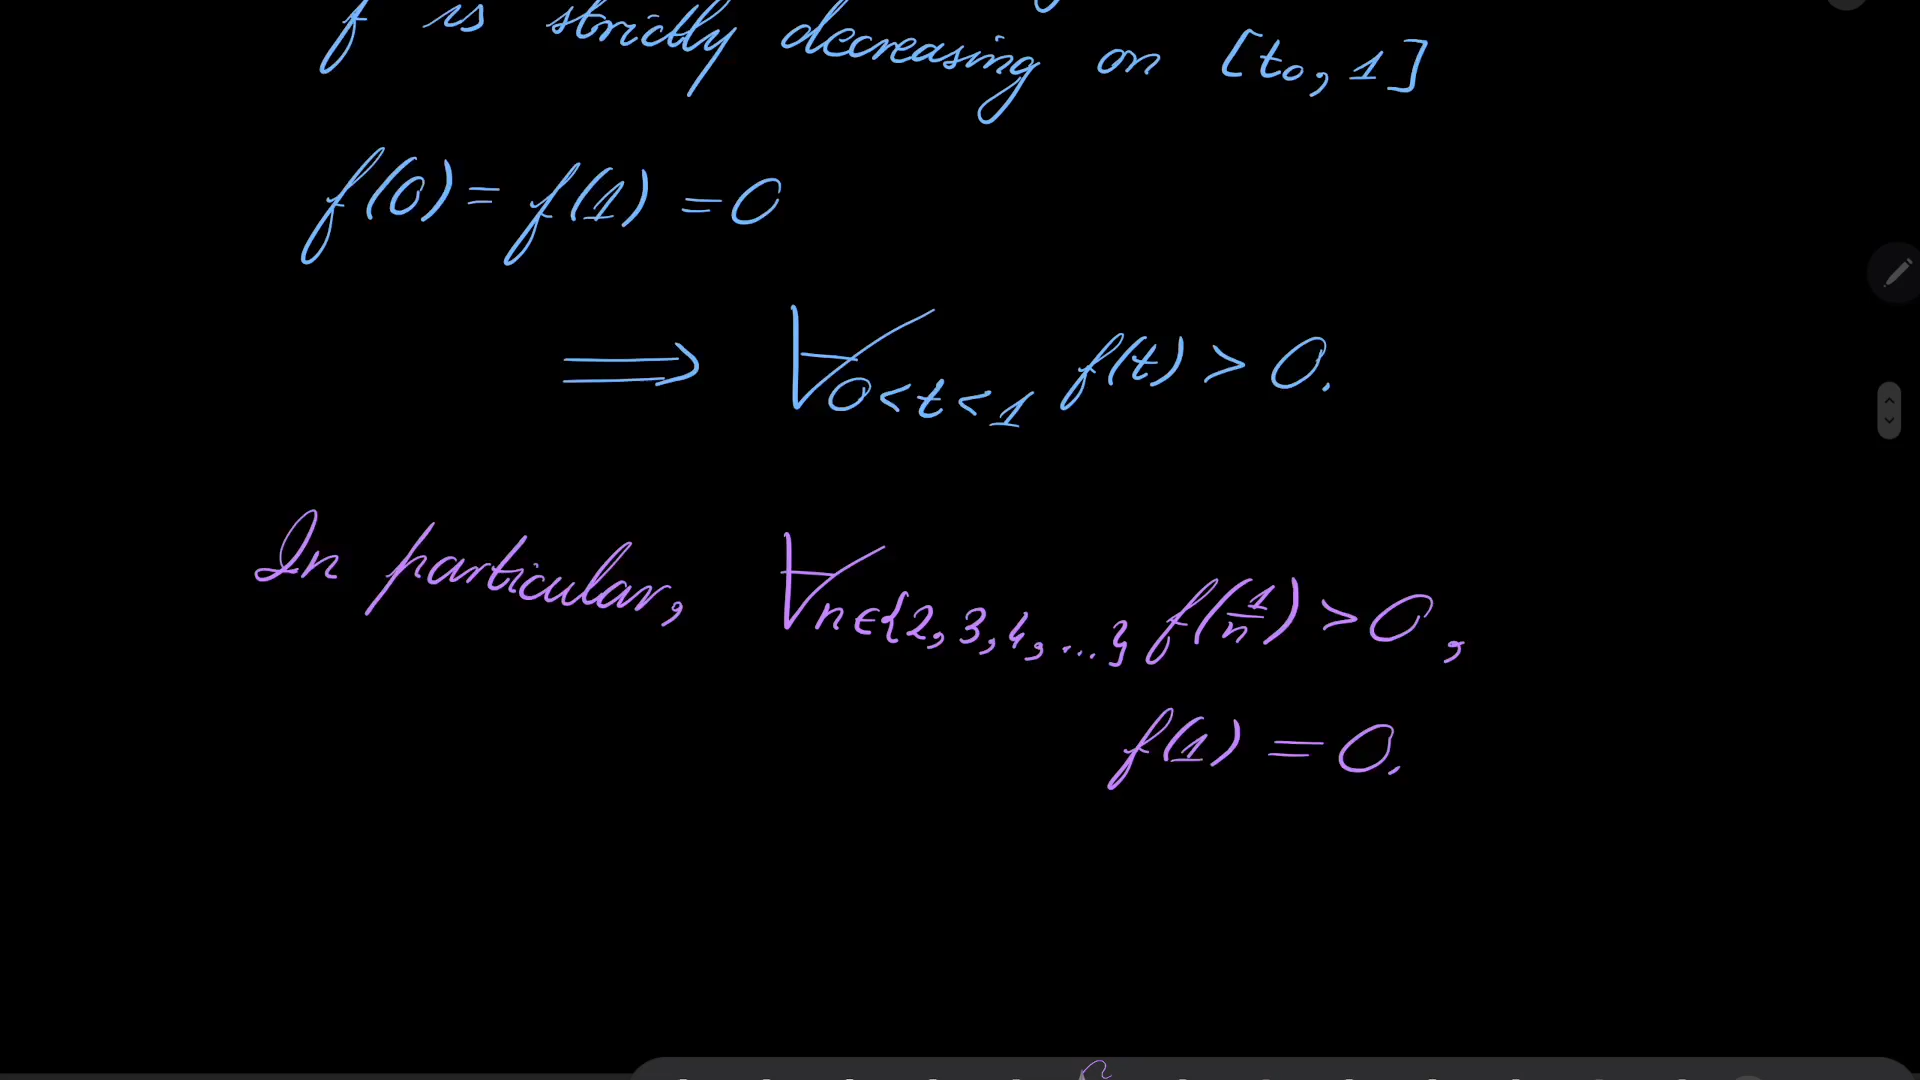 f is strictly decreasing on [t₀, 1]
f(0) = f(1) = 0
⟹ ∀0<t<1 f(t) > 0.
In particular, ∀n∈{2, 3, 4, ...} f(1/n) > 0,
f(1) = 0.